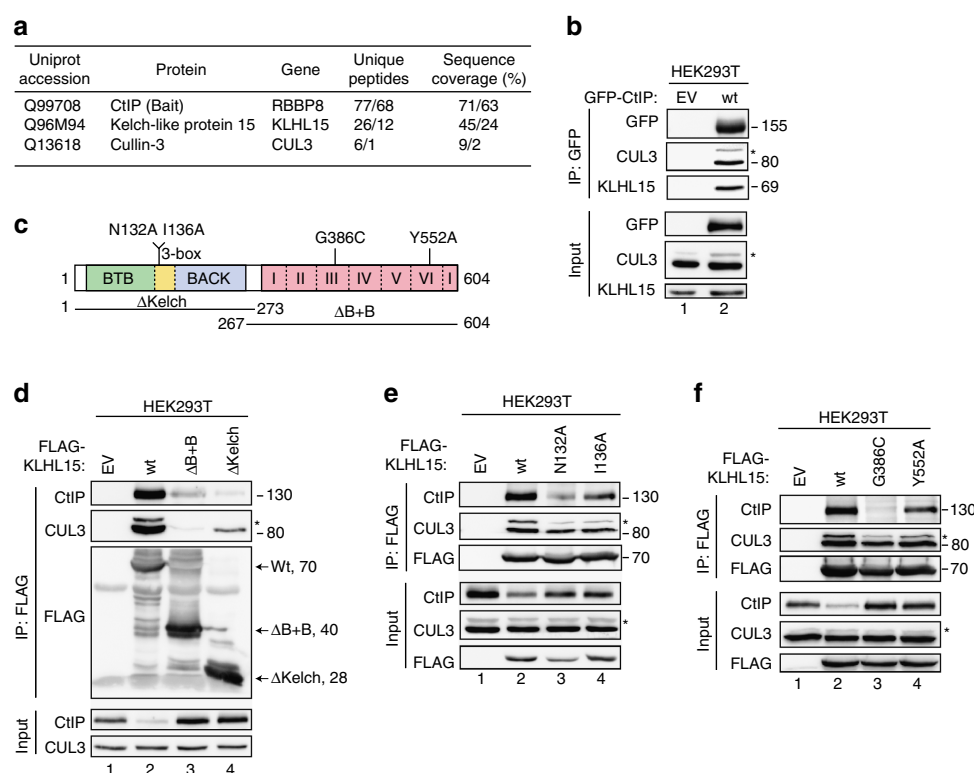 a
Uniprot accession Protein Gene Unique peptides Sequence coverage (%)
Q99708 CtIP (Bait) RBBP8 77/68 71/63
Q96M94 Kelch-like protein 15 KLHL15 26/12 45/24
Q13618 Cullin-3 CUL3 6/1 9/2
b
HEK293T
GFP-CtIP: EV wt
IP: GFP
GFP - 155
CUL3 *
- 80
KLHL15 - 69
Input
GFP
CUL3 *
KLHL15
1 2
c
N132A I136A G386C Y552A
3-box
1 BTB BACK I II III IV V VI I 604
ΔKelch
1 273
ΔB+B
267 604
d
HEK293T
FLAG-KLHL15: EV wt ΔB+B ΔKelch
IP: FLAG
CtIP - 130
CUL3 *
- 80
FLAG
Wt, 70
ΔB+B, 40
ΔKelch, 28
Input
CtIP
CUL3
1 2 3 4
e
HEK293T
FLAG-KLHL15: EV wt N132A I136A
IP: FLAG
CtIP - 130
CUL3 *
- 80
FLAG - 70
Input
CtIP
CUL3 *
FLAG
1 2 3 4
f
HEK293T
FLAG-KLHL15: EV wt G386C Y552A
IP: FLAG
CtIP - 130
CUL3 *
- 80
FLAG - 70
Input
CtIP
CUL3 *
FLAG
1 2 3 4